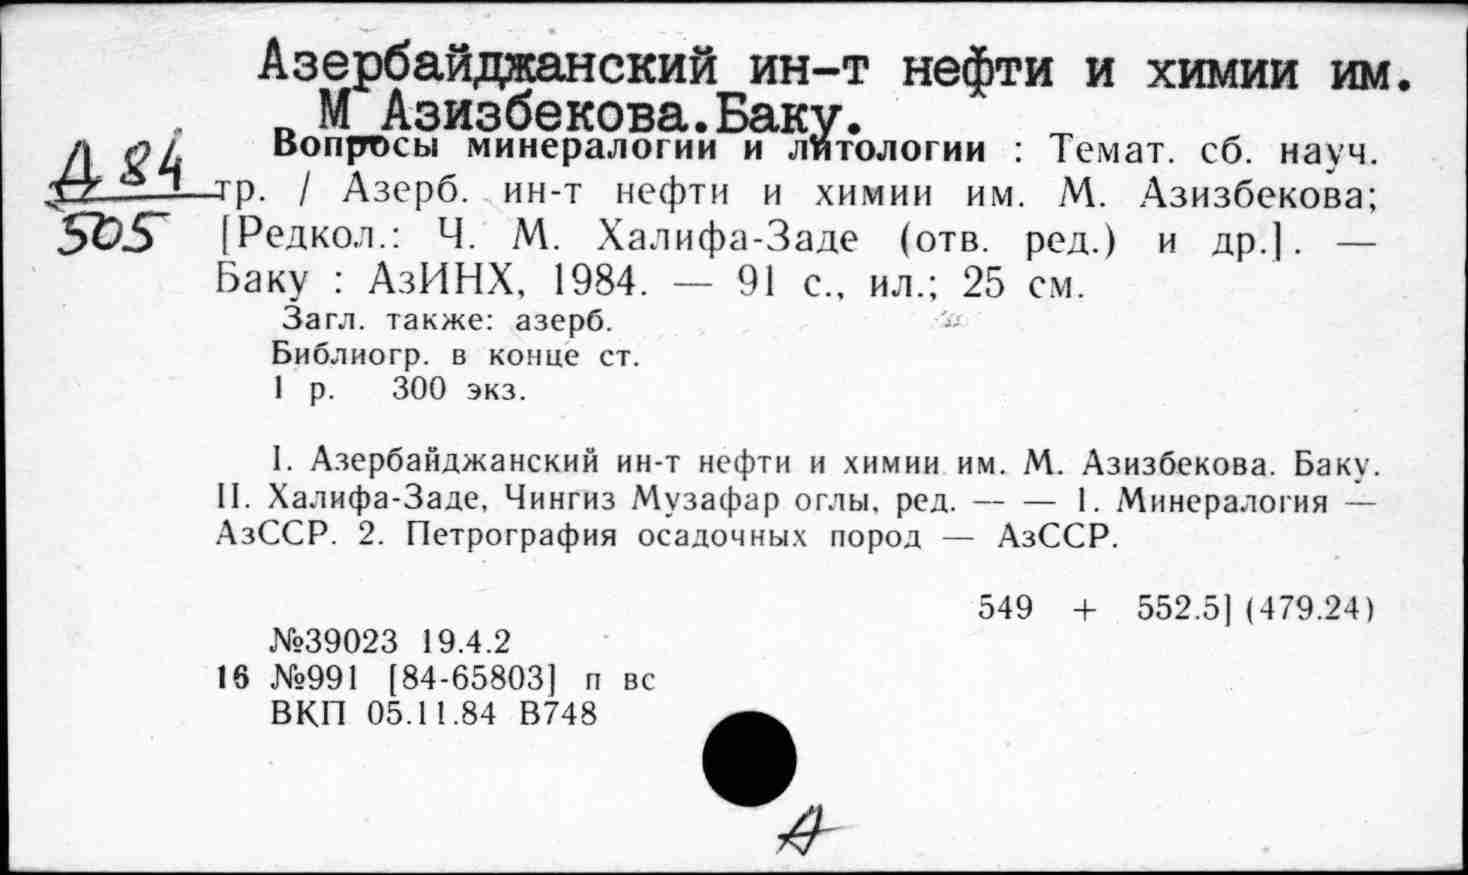 Азербайджанский ин-т нефти и химии им.
М Азизбекова.Баку.
Д84
505
Вопросы минералогии и литологии : Темат. сб. науч.
тр. / Азерб. ин-т нефти и химии им. М. Азизбекова;
[Редкол.: Ч. М. Халифа-Заде (отв. ред.) и др.]. —
Баку : АзИНХ, 1984. — 91 с., ил.; 25 см.
Загл. также: азерб.
Библиогр. в конце ст.
1 р. 300 экз.
I. Азербайджанский ин-т нефти и химии им. М. Азизбекова. Баку.
II. Халифа-Заде, Чингиз Музафар оглы, ред. — — 1. Минералогия —
АзССР. 2. Петрография осадочных пород — АзССР.
549 + 552.5] (479.24)
№39023 19.4.2
16 №991 [84-65803] п вс
ВКП 05.11.84 В748